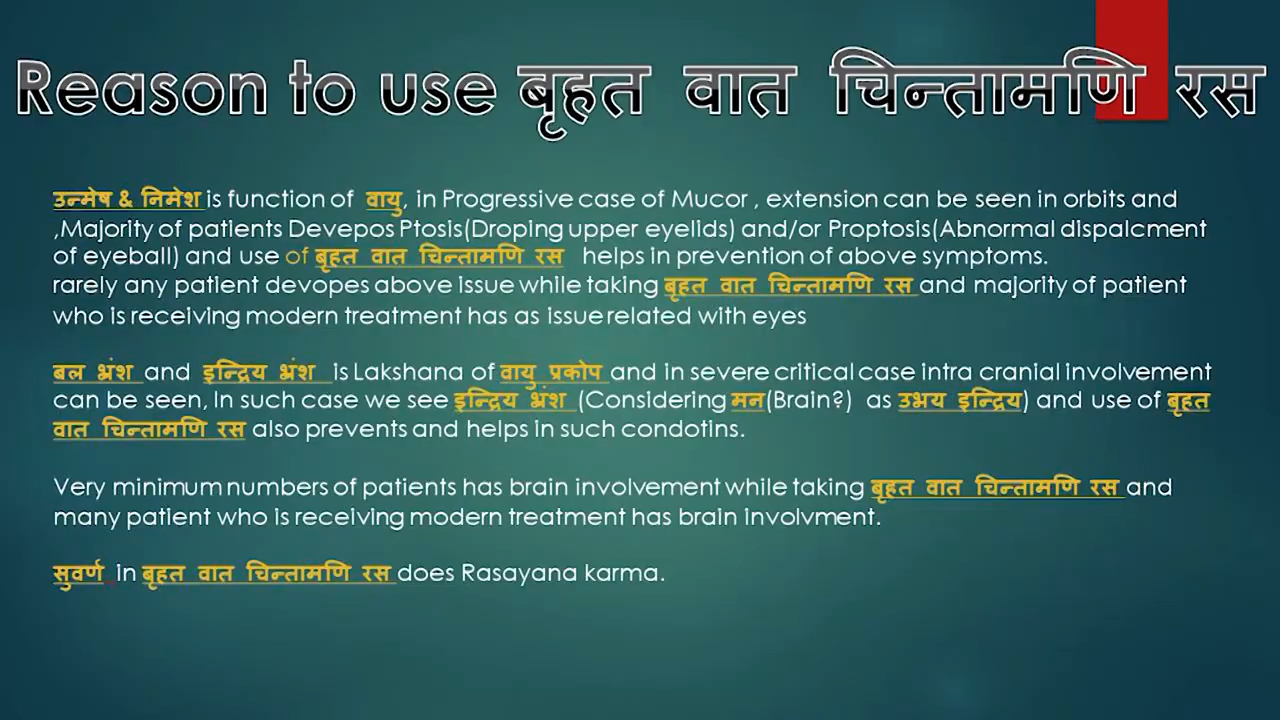 Reason to use बृहत वात चिन्तामणि रस
उन्मेष & निमेश is function of वायु, in Progressive case of Mucor , extension can be seen in orbits and
,Majority of patients Devepos Ptosis(Droping upper eyelids) and/or Proptosis(Abnormal dispalcment
of eyeball) and use of बृहत वात चिन्तामणि रस helps in prevention of above symptoms.
rarely any patient devopes above issue while taking बृहत वात चिन्तामणि रस and majority of patient
who is receiving modern treatment has as issue related with eyes
बल भ्रंश and इन्द्रिय भ्रंश is Lakshana of वायु प्रकोप and in severe critical case intra cranial involvement
can be seen, In such case we see इन्द्रिय भ्रंश (Considering मन(Brain?) as उभय इन्द्रिय) and use of बृहत
वात चिन्तामणि रस also prevents and helps in such condotins.
Very minimum numbers of patients has brain involvement while taking बृहत वात चिन्तामणि रस and
many patient who is receiving modern treatment has brain involvment.
सुवर्ण in बृहत वात चिन्तामणि रस does Rasayana karma.